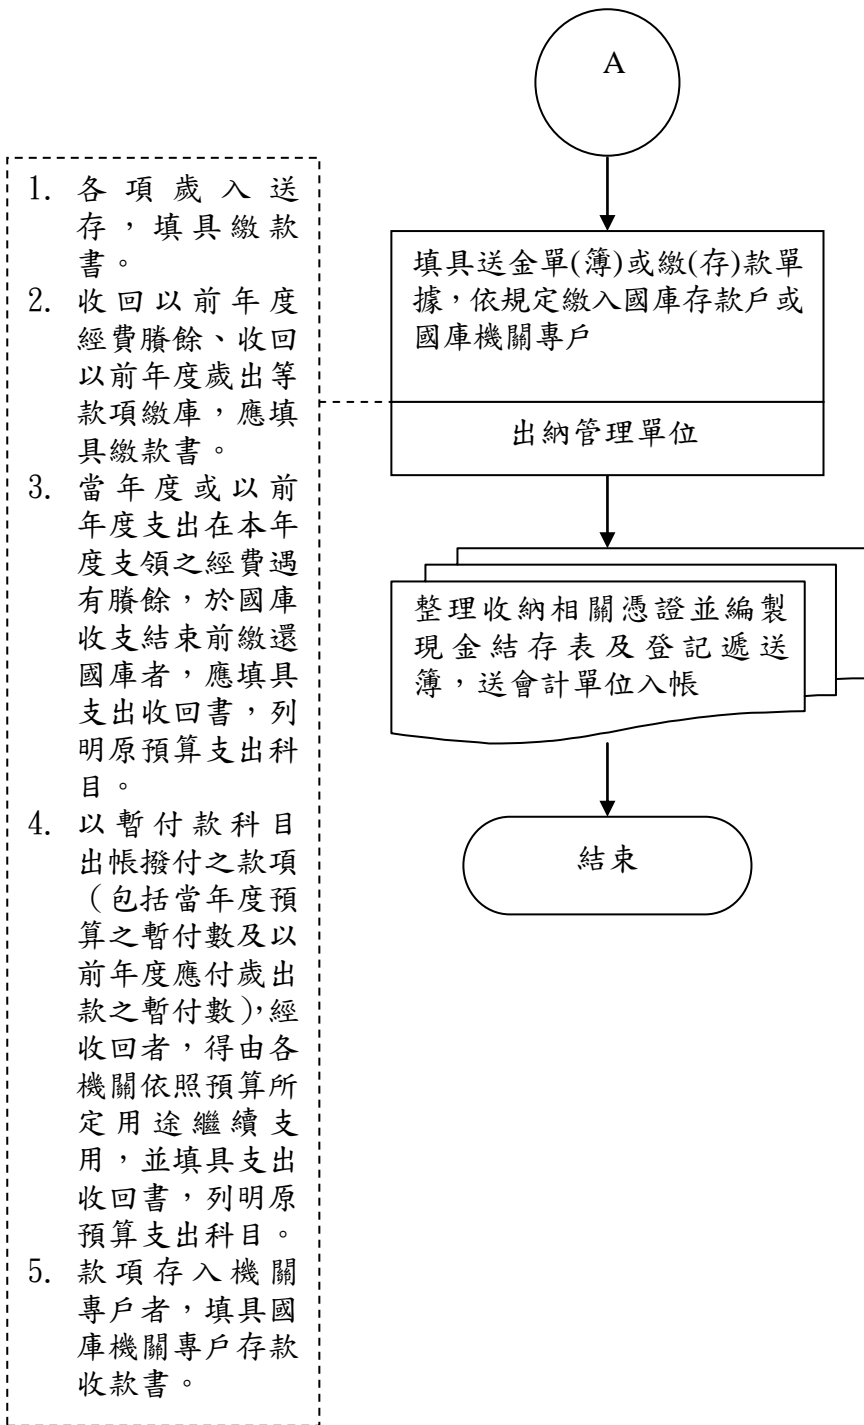 A
1. 各項歲入送
存，填具繳款
書。
2. 收回以前年度
經費賸餘、收回
以前年度歲出等
款項繳庫，應填
具繳款書。
3. 當年度或以前
年度支出在本年
度支領之經費遇
有賸餘，於國庫
收支結束前繳還
國庫者，應填具
支出收回書，列
明原預算支出科
目。
4. 以暫付款科目
出帳撥付之款項
（包括當年度預
算之暫付數及以
前年度應付歲出
款之暫付數），經
收回者，得由各
機關依照預算所
定用途繼續支
用，並填具支出
收回書，列明原
預算支出科目。
5. 款項存入機關
專戶者，填具國
庫機關專戶存款
收款書。
填具送金單(簿)或繳(存)款單
據，依規定繳入國庫存款戶或
國庫機關專戶
出納管理單位
整理收納相關憑證並編製
現金結存表及登記遞送
簿，送會計單位入帳
結束